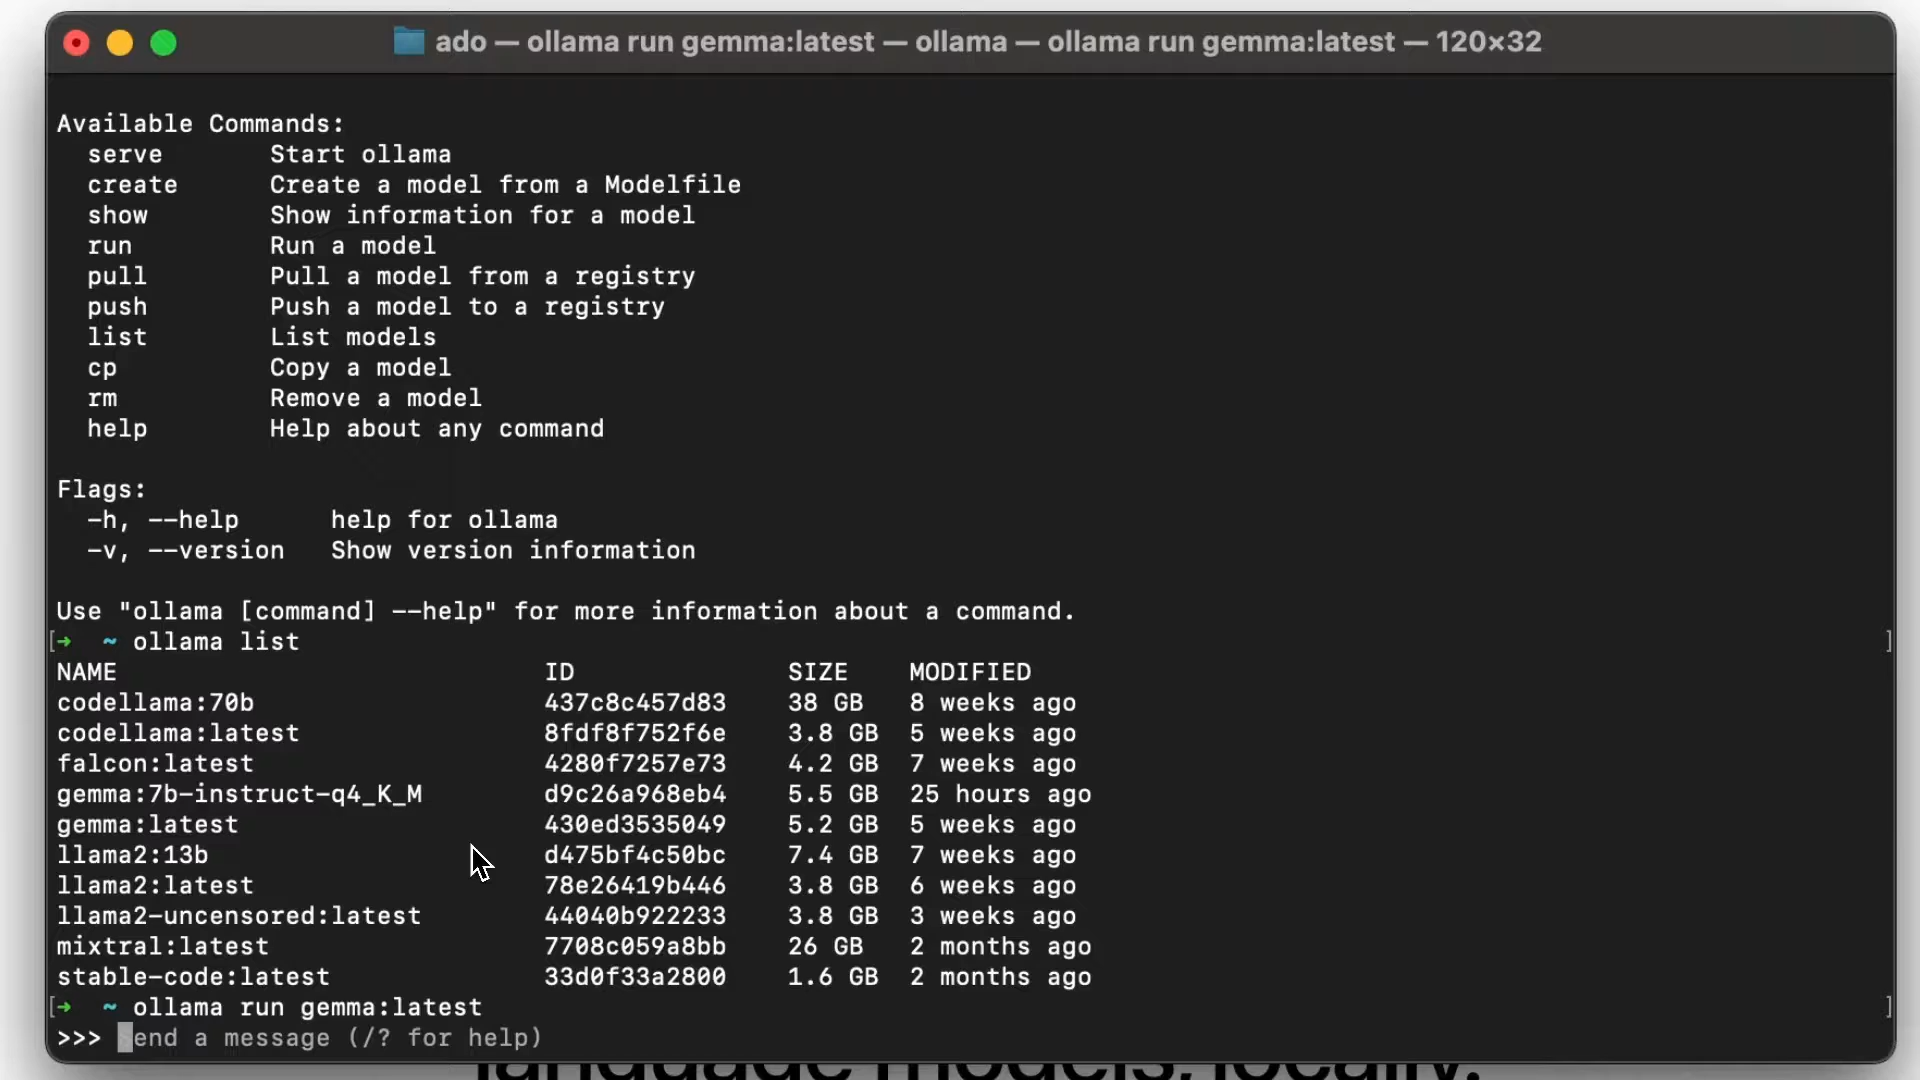 ado — ollama run gemma:latest — ollama — ollama run gemma:latest — 120×32
Available Commands:
serve Start ollama
create Create a model from a Modelfile
show Show information for a model
run Run a model
pull Pull a model from a registry
push Push a model to a registry
list List models
cp Copy a model
rm Remove a model
help Help about any command
Flags:
-h, --help help for ollama
-v, --version Show version information
Use "ollama [command] --help" for more information about a command.
[➜ ~ ollama list ]
NAME ID SIZE MODIFIED
codellama:70b 437c8c457d83 38 GB 8 weeks ago
codellama:latest 8fdf8f752f6e 3.8 GB 5 weeks ago
falcon:latest 4280f7257e73 4.2 GB 7 weeks ago
gemma:7b-instruct-q4_K_M d9c26a968eb4 5.5 GB 25 hours ago
gemma:latest 430ed3535049 5.2 GB 5 weeks ago
llama2:13b d475bf4c50bc 7.4 GB 7 weeks ago
llama2:latest 78e26419b446 3.8 GB 6 weeks ago
llama2-uncensored:latest 44040b922233 3.8 GB 3 weeks ago
mixtral:latest 7708c059a8bb 26 GB 2 months ago
stable-code:latest 33d0f33a2800 1.6 GB 2 months ago
[➜ ~ ollama run gemma:latest ]
>>> Send a message (/? for help)
language models, locally.